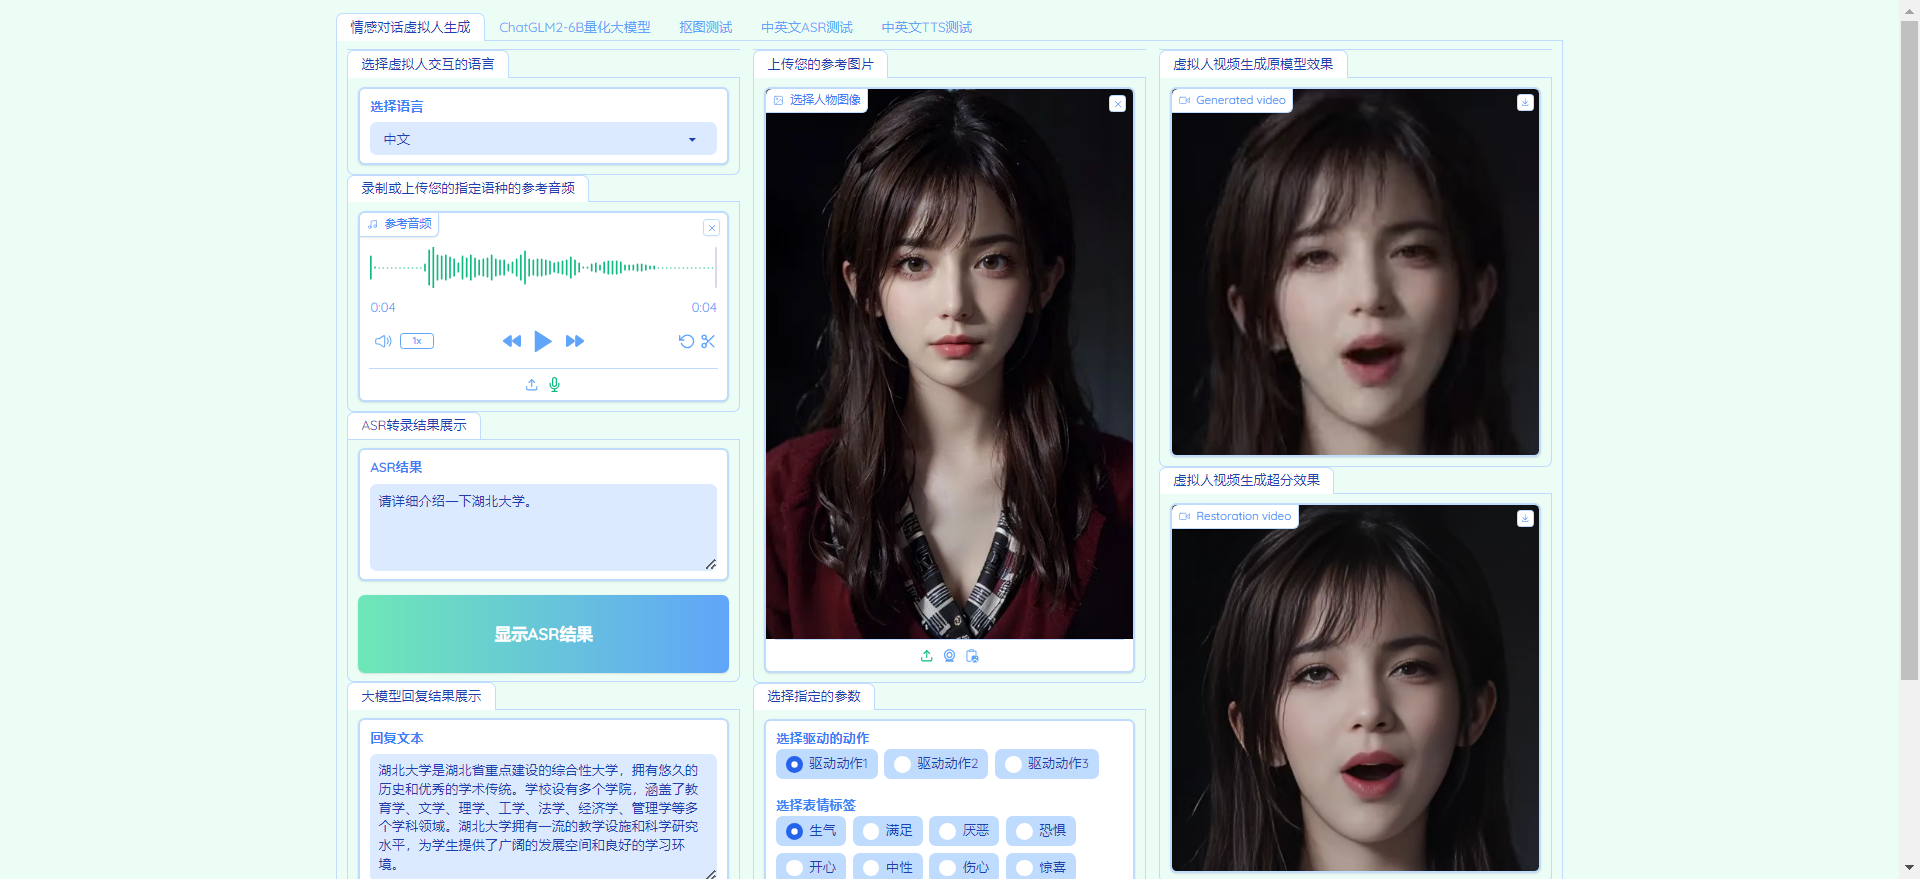 情感对话虚拟人生成
ChatGLM2-6B量化大模型
抠图测试
中英文ASR测试
中英文TTS测试
选择虚拟人交互的语言
选择语言
中文
录制或上传您的指定语种的参考音频
参考音频
0:04
0:04
1x
ASR转录结果展示
ASR结果
请详细介绍一下湖北大学。
显示ASR结果
大模型回复结果展示
回复文本
湖北大学是湖北省重点建设的综合性大学，拥有悠久的
历史和优秀的学术传统。学校设有多个学院，涵盖了教
育学、文学、理学、工学、法学、经济学、管理学等多
个学科领域。湖北大学拥有一流的教学设施和科学研究
水平，为学生提供了广阔的发展空间和良好的学习环
境。
上传您的参考图片
选择人物图像
选择指定的参数
选择驱动的动作
驱动动作1
驱动动作2
驱动动作3
选择表情标签
生气
满足
厌恶
恐惧
开心
中性
伤心
惊喜
虚拟人视频生成原模型效果
Generated video
虚拟人视频生成超分效果
Restoration video